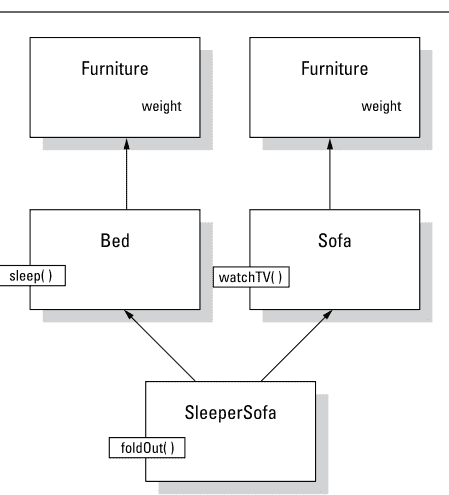 Furniture
weight
Furniture
weight
Bed
sleep( )
Sofa
watchTV( )
SleeperSofa
foldOut( )